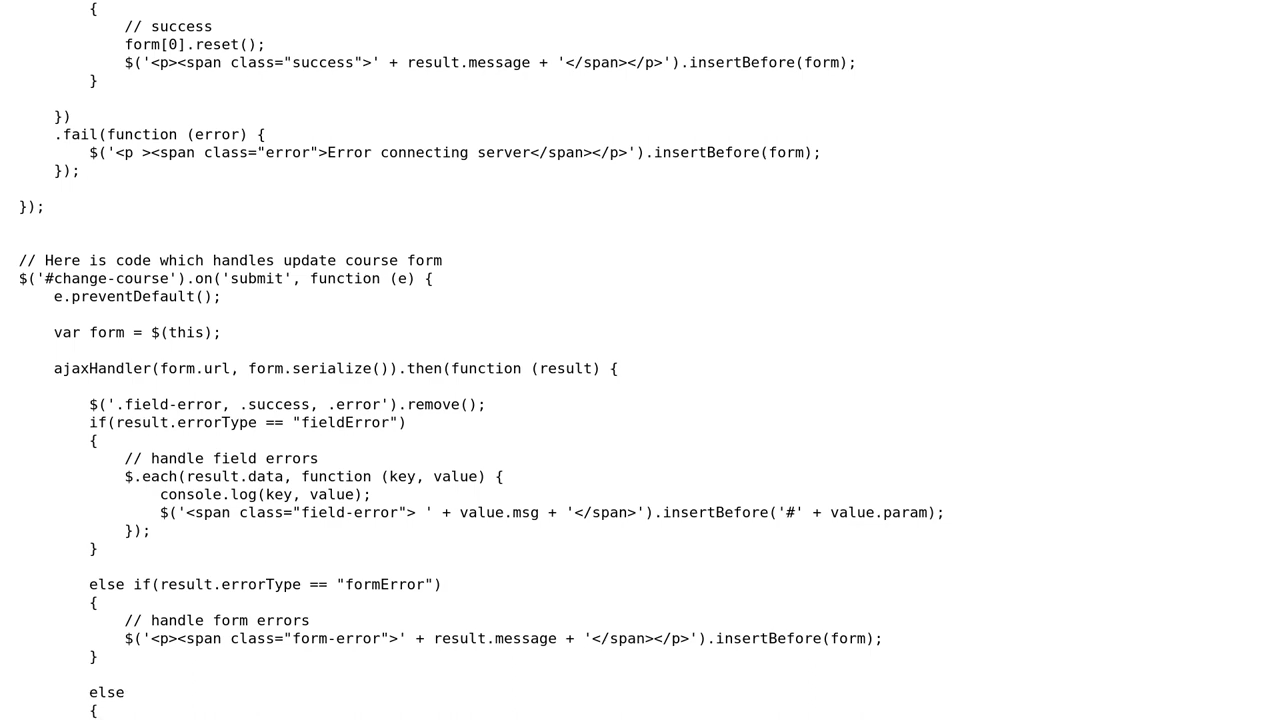 {
// success
form[0].reset();
$('<p><span class="success">' + result.message + '</span></p>').insertBefore(form);
}
})
.fail(function (error) {
$('<p ><span class="error">Error connecting server</span></p>').insertBefore(form);
});
});
// Here is code which handles update course form
$('#change-course').on('submit', function (e) {
e.preventDefault();
var form = $(this);
ajaxHandler(form.url, form.serialize()).then(function (result) {
$('.field-error, .success, .error').remove();
if(result.errorType == "fieldError")
{
// handle field errors
$.each(result.data, function (key, value) {
console.log(key, value);
$('<span class="field-error"> ' + value.msg + '</span>').insertBefore('#' + value.param);
});
}
else if(result.errorType == "formError")
{
// handle form errors
$('<p><span class="form-error">' + result.message + '</span></p>').insertBefore(form);
}
else
{